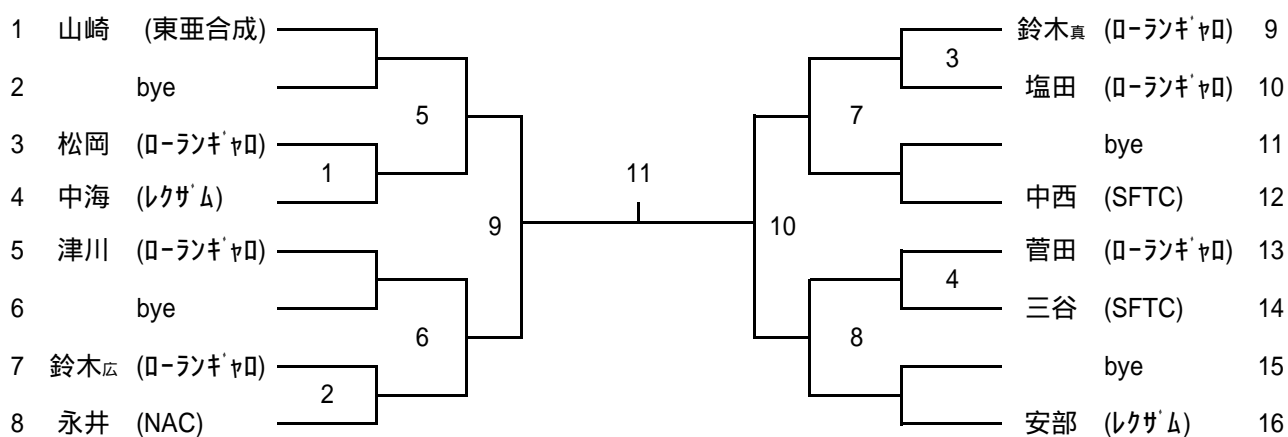 1 山崎 (東亜合成)
2 bye
3 松岡 (ﾛｰﾗﾝｷﾞｬﾛ)
4 中海 (ﾚｸｻﾞﾑ)
5 津川 (ﾛｰﾗﾝｷﾞｬﾛ)
6 bye
7 鈴木広 (ﾛｰﾗﾝｷﾞｬﾛ)
8 永井 (NAC)
1
2
5
6
9
11
10
7
8
3
4
鈴木真 (ﾛｰﾗﾝｷﾞｬﾛ) 9
塩田 (ﾛｰﾗﾝｷﾞｬﾛ) 10
bye 11
中西 (SFTC) 12
菅田 (ﾛｰﾗﾝｷﾞｬﾛ) 13
三谷 (SFTC) 14
bye 15
安部 (ﾚｸｻﾞﾑ) 16